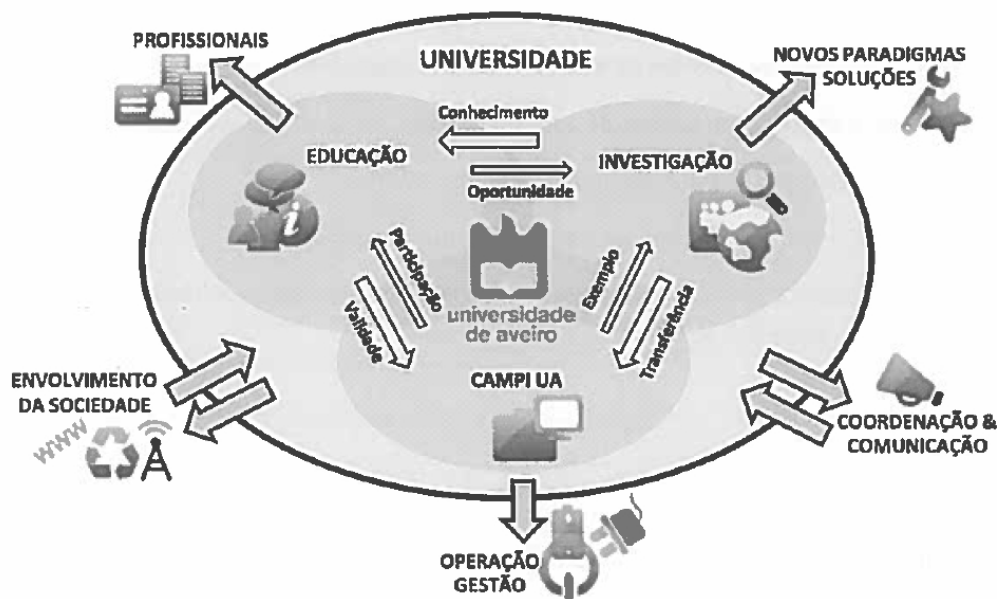 PROFISSIONAIS
UNIVERSIDADE
NOVOS PARADIGMAS
SOLUÇÕES
Conhecimento
EDUCAÇÃO
INVESTIGAÇÃO
Oportunidade
Participação
Validade
universidade
de aveiro
Exemplo
Transferência
CAMPI UA
ENVOLVIMENTO
DA SOCIEDADE
www
COORDENAÇÃO &
COMUNICAÇÃO
OPERAÇÃO
GESTÃO